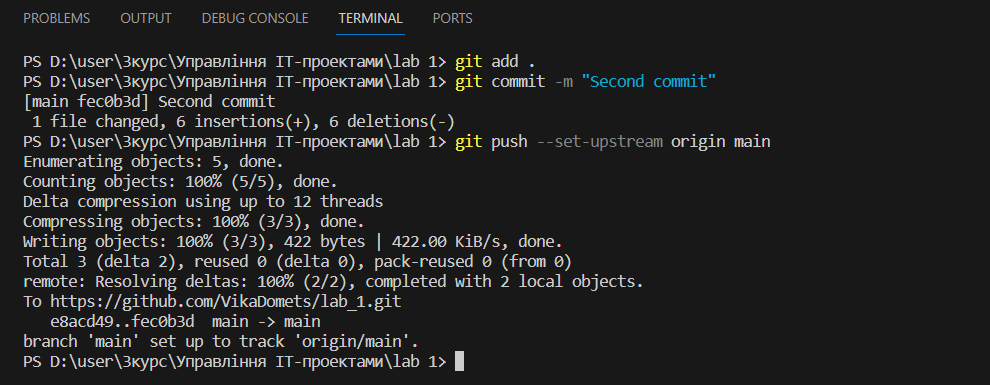 PROBLEMS OUTPUT DEBUG CONSOLE TERMINAL PORTS
PS D:\user\3курс\Управління ІТ-проектами\lab 1> git add .
PS D:\user\3курс\Управління ІТ-проектами\lab 1> git commit -m "Second commit"
[main fec0b3d] Second commit
 1 file changed, 6 insertions(+), 6 deletions(-)
PS D:\user\3курс\Управління ІТ-проектами\lab 1> git push --set-upstream origin main
Enumerating objects: 5, done.
Counting objects: 100% (5/5), done.
Delta compression using up to 12 threads
Compressing objects: 100% (3/3), done.
Writing objects: 100% (3/3), 422 bytes | 422.00 KiB/s, done.
Total 3 (delta 2), reused 0 (delta 0), pack-reused 0 (from 0)
remote: Resolving deltas: 100% (2/2), completed with 2 local objects.
To https://github.com/VikaDomets/lab_1.git
   e8acd49..fec0b3d  main -> main
branch 'main' set up to track 'origin/main'.
PS D:\user\3курс\Управління ІТ-проектами\lab 1>